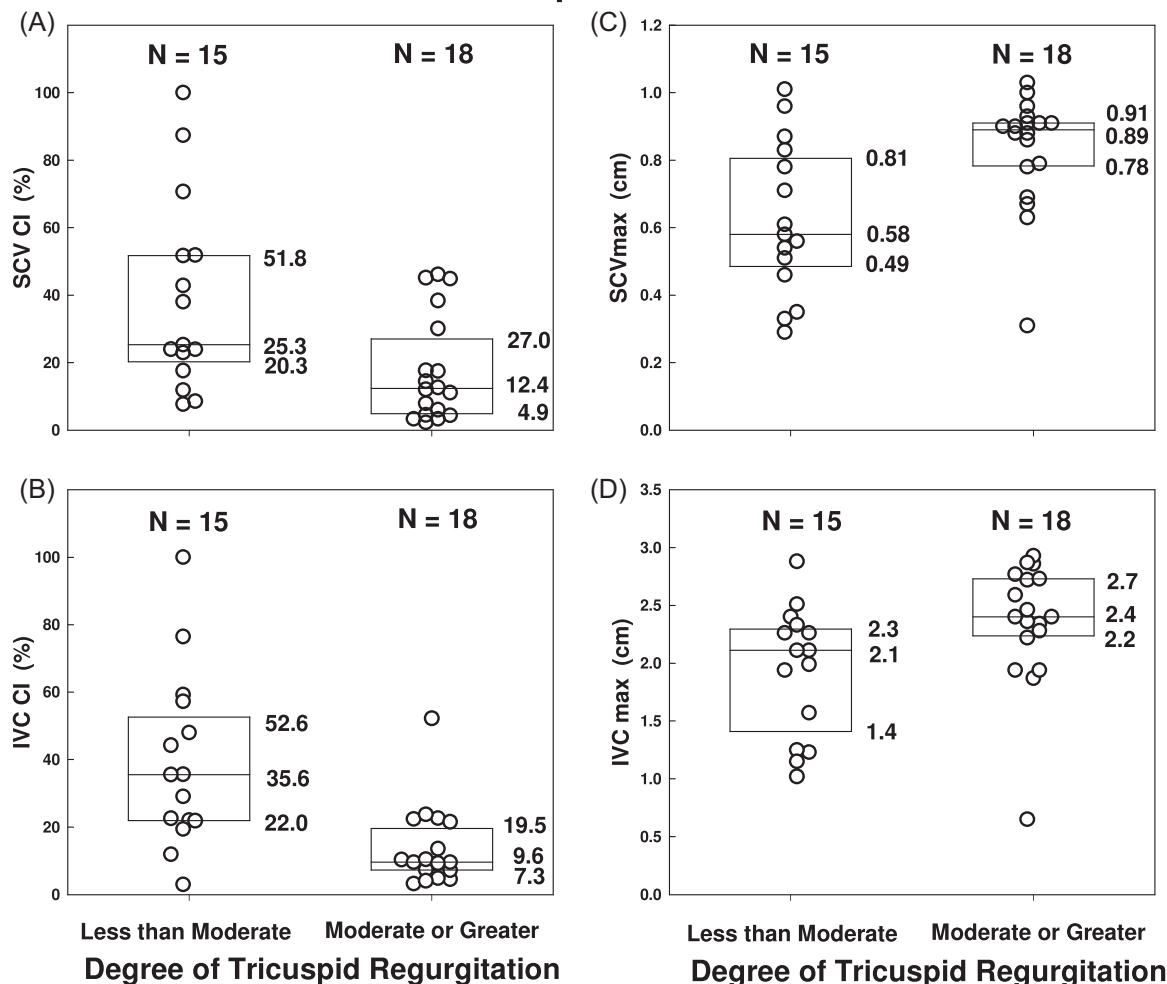 (A)
N = 15
N = 18
100
80
60
40
20
0
SCV CI (%)
51.8
25.3
20.3
27.0
12.4
4.9
(C)
N = 15
N = 18
1.2
1.0
0.8
0.6
0.4
0.2
0.0
SCVmax (cm)
0.81
0.58
0.49
0.91
0.89
0.78
(B)
N = 15
N = 18
100
80
60
40
20
0
IVC CI (%)
52.6
35.6
22.0
19.5
9.6
7.3
Less than Moderate
Moderate or Greater
Degree of Tricuspid Regurgitation
(D)
N = 15
N = 18
3.5
3.0
2.5
2.0
1.5
1.0
0.5
0.0
IVC max (cm)
2.3
2.1
1.4
2.7
2.4
2.2
Less than Moderate
Moderate or Greater
Degree of Tricuspid Regurgitation